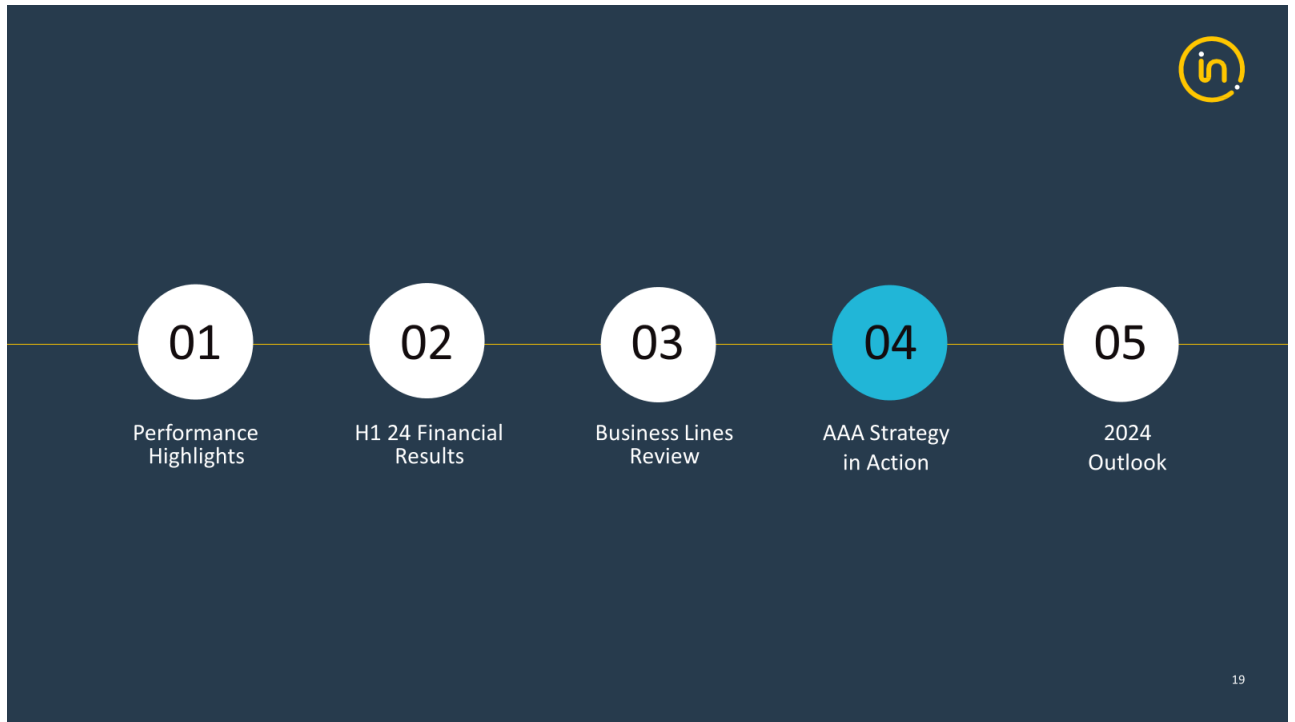 in
01
Performance
Highlights
02
H1 24 Financial
Results
03
Business Lines
Review
04
AAA Strategy
in Action
05
2024
Outlook
19